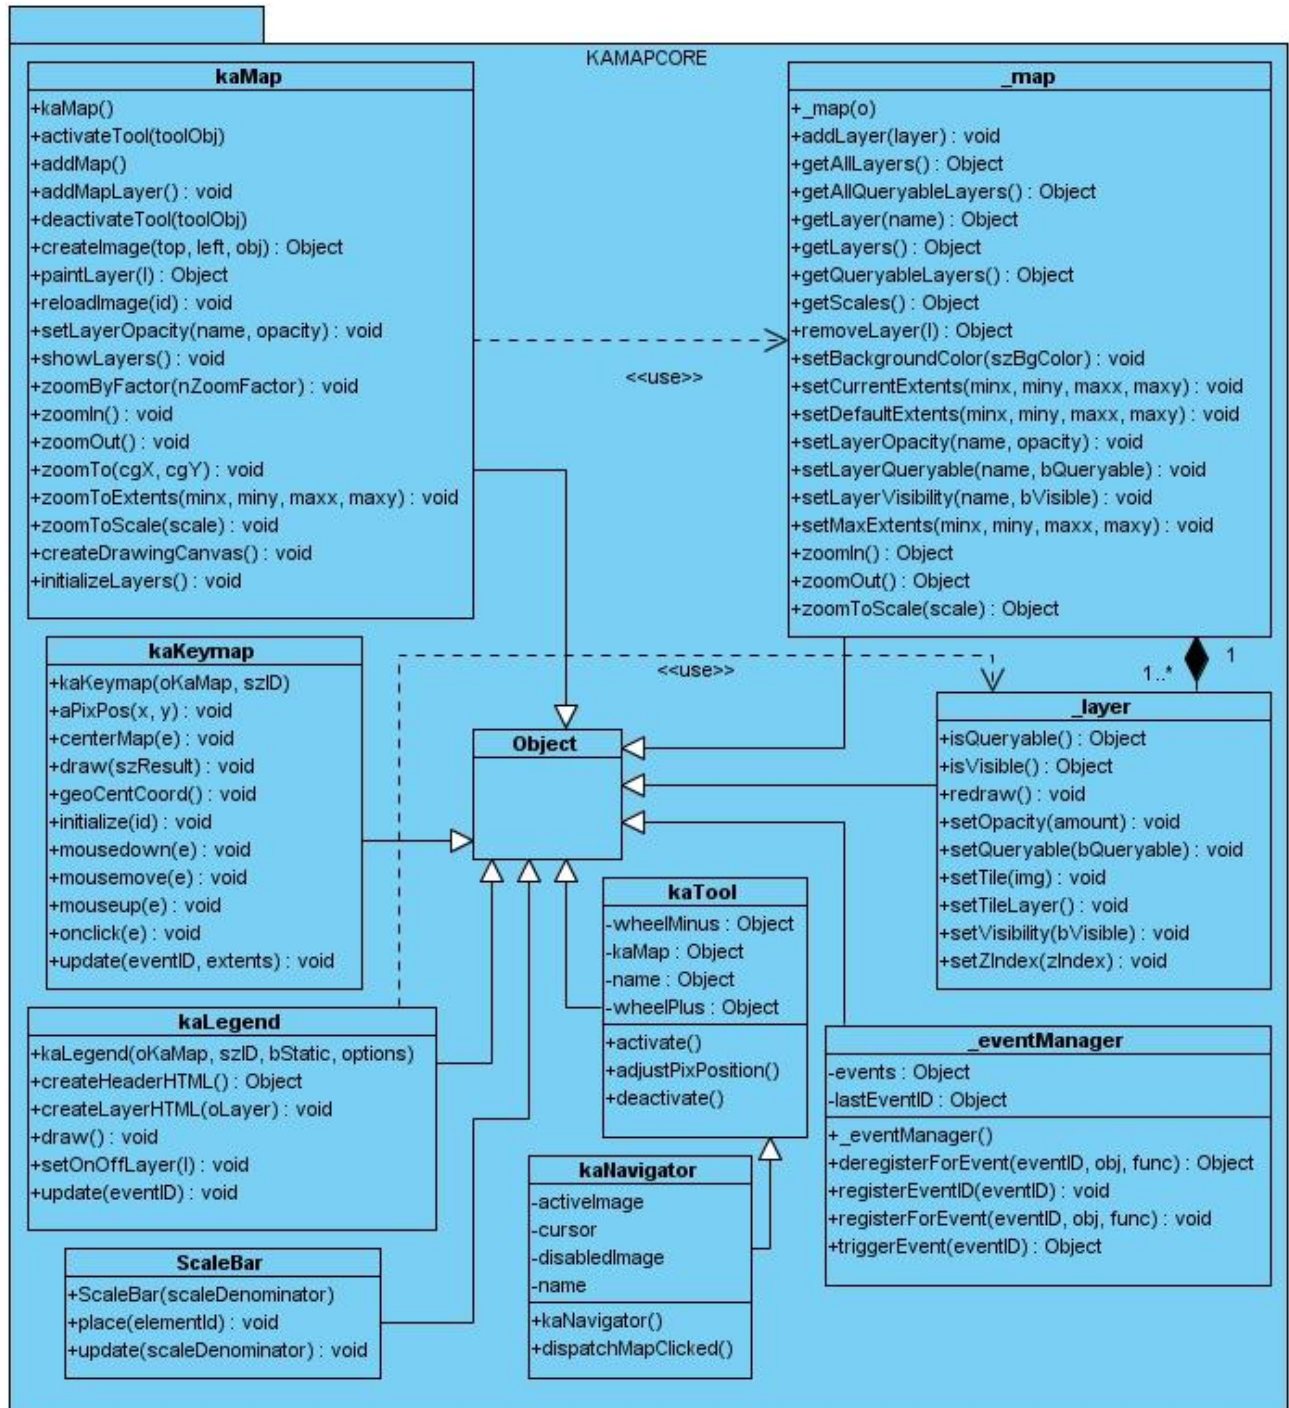 KAMAPCORE
kaMap
+kaMap()
+activateTool(toolObj)
+addMap()
+addMapLayer() : void
+deactivateTool(toolObj)
+createImage(top, left, obj) : Object
+paintLayer(l) : Object
+reloadImage(id) : void
+setLayerOpacity(name, opacity) : void
+showLayers() : void
+zoomByFactor(nZoomFactor) : void
+zoomIn() : void
+zoomOut() : void
+zoomTo(cgX, cgY) : void
+zoomToExtents(minx, miny, maxx, maxy) : void
+zoomToScale(scale) : void
+createDrawingCanvas() : void
+initializeLayers() : void
<<use>>
_map
+_map(o)
+addLayer(layer) : void
+getAllLayers() : Object
+getAllQueryableLayers() : Object
+getLayer(name) : Object
+getLayers() : Object
+getQueryableLayers() : Object
+getScales() : Object
+removeLayer(l) : Object
+setBackgroundColor(szBgColor) : void
+setCurrentExtents(minx, miny, maxx, maxy) : void
+setDefaultExtents(minx, miny, maxx, maxy) : void
+setLayerOpacity(name, opacity) : void
+setLayerQueryable(name, bQueryable) : void
+setLayerVisibility(name, bVisible) : void
+setMaxExtents(minx, miny, maxx, maxy) : void
+zoomIn() : Object
+zoomOut() : Object
+zoomToScale(scale) : Object
kaKeymap
+kaKeymap(oKaMap, szID)
+aPixPos(x, y) : void
+centerMap(e) : void
+draw(szResult) : void
+geoCentCoord() : void
+initialize(id) : void
+mousedown(e) : void
+mousemove(e) : void
+mouseup(e) : void
+onclick(e) : void
+update(eventID, extents) : void
<<use>>
1..*
1
Object
_layer
+isQueryable() : Object
+isVisible() : Object
+redraw() : void
+setOpacity(amount) : void
+setQueryable(bQueryable) : void
+setTile(img) : void
+setTileLayer() : void
+setVisibility(bVisible) : void
+setZIndex(zIndex) : void
kaTool
-wheelMinus : Object
-kaMap : Object
-name : Object
-wheelPlus : Object
+activate()
+adjustPixPosition()
+deactivate()
kaLegend
+kaLegend(oKaMap, szID, bStatic, options)
+createHeaderHTML() : Object
+createLayerHTML(oLayer) : void
+draw() : void
+setOnOffLayer(l) : void
+update(eventID) : void
_eventManager
-events : Object
-lastEventID : Object
+_eventManager()
+deregisterForEvent(eventID, obj, func) : Object
+registerEventID(eventID) : void
+registerForEvent(eventID, obj, func) : void
+triggerEvent(eventID) : Object
kaNavigator
-activeImage
-cursor
-disabledImage
-name
+kaNavigator()
+dispatchMapClicked()
ScaleBar
+ScaleBar(scaleDenominator)
+place(elementId) : void
+update(scaleDenominator) : void